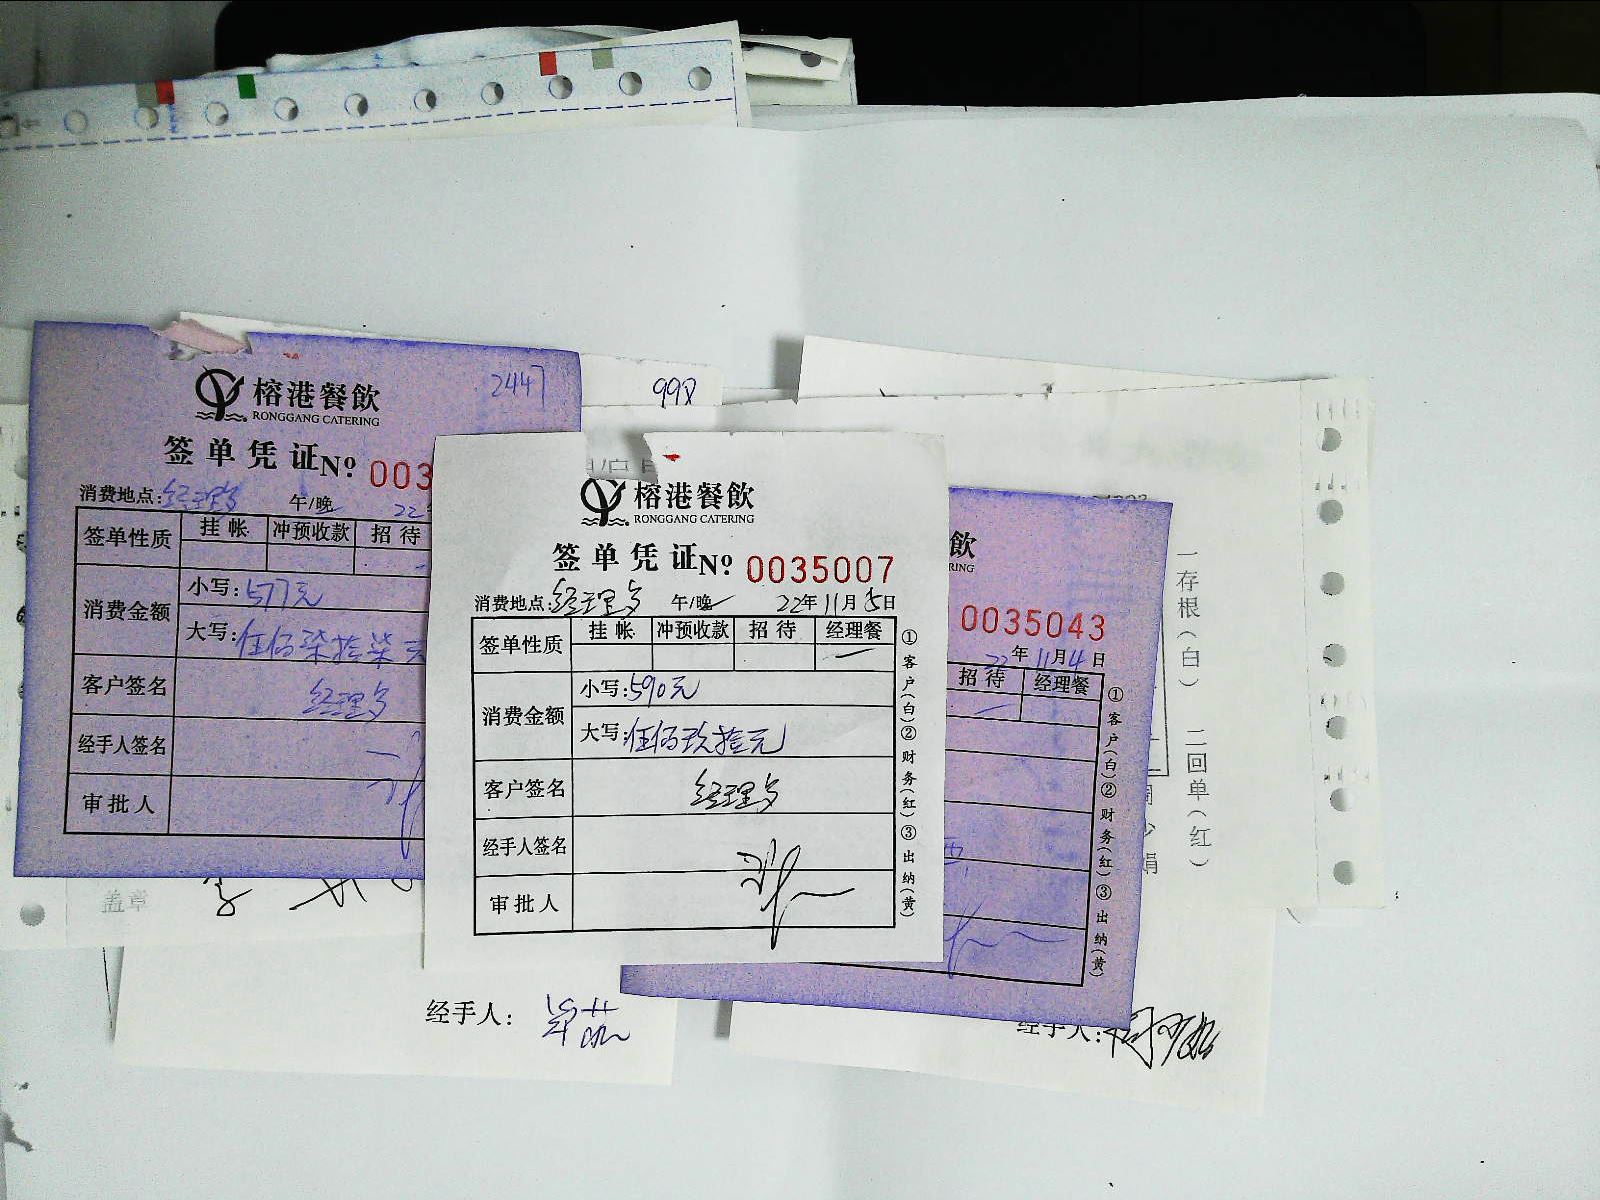 998
2447
榕港餐飲
RONGGANG CATERING
签单凭证№ 003
消费地点:经理乡 午/晚 22
签单性质 挂帐 冲预收款 招待
消费金额
小写:577元
大写:伍佰柒拾柒元
客户签名 经理乡
经手人签名
审批人
盖章
榕港餐飲
RONGGANG CATERING
签单凭证№ 0035007
消费地点:经理乡 午/晚 22年11月5日
签单性质 挂帐 冲预收款 招待 经理餐
消费金额
小写:590元
大写:伍佰玖拾元
客户签名 经理乡
经手人签名
审批人
①客户(白)②财务(红)③出纳(黄)
飲
RING
0035043
22年11月4日
招待 经理餐
①客户(白)②财务(红)③出纳(黄)
一存根(白) 二回单(红)
经手人:
经手人: